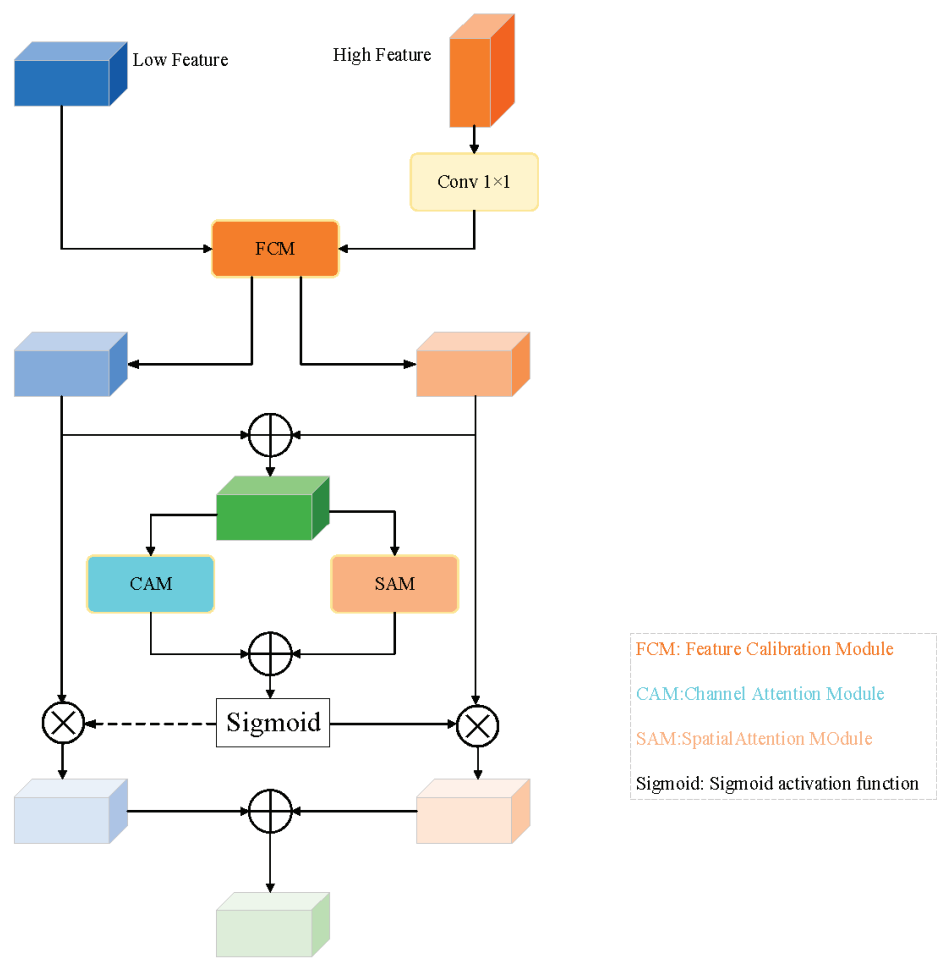 Low Feature
High Feature
Conv 1×1
FCM
CAM
SAM
Sigmoid
FCM: Feature Calibration Module
CAM:Channel Attention Module
SAM:Spatial Attention MOdule
Sigmoid: Sigmoid activation function